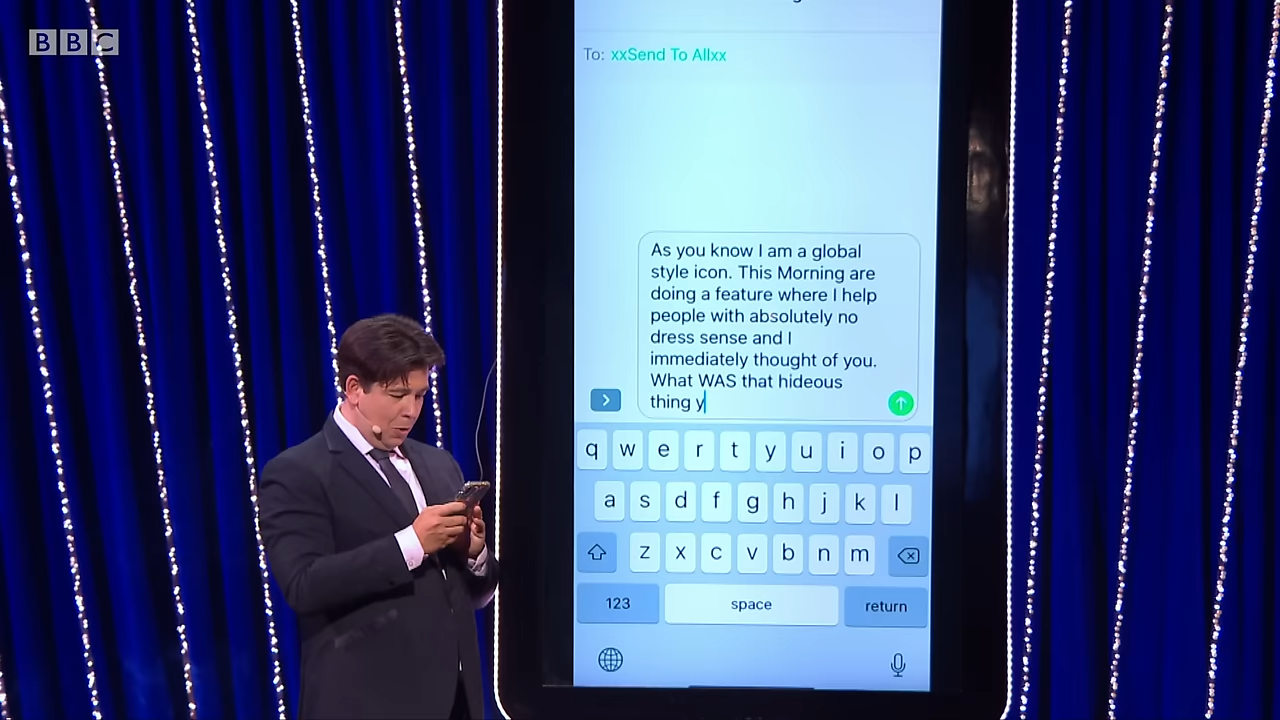 BBC
To: xxSend To Allxx
As you know I am a global
style icon. This Morning are
doing a feature where I help
people with absolutely no
dress sense and I
immediately thought of you.
What WAS that hideous
thing y
q w e r t y u i o p
a s d f g h j k l
z x c v b n m
123 space return